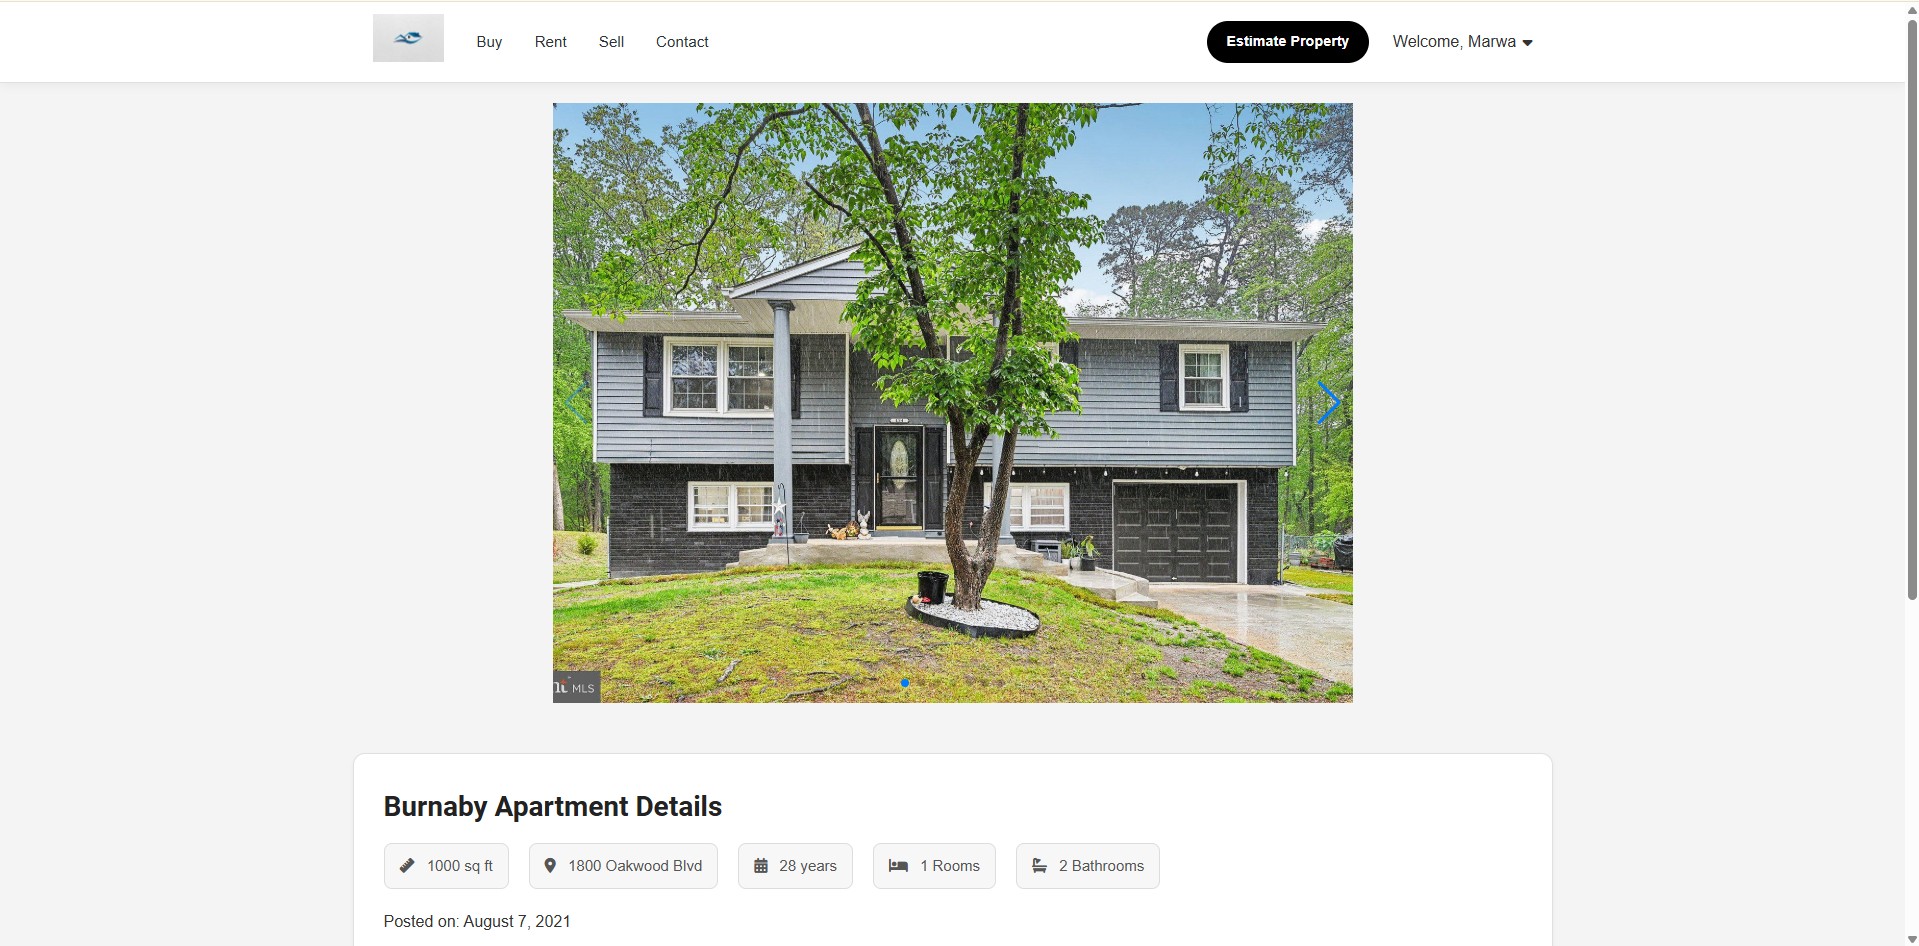 Buy Rent Sell Contact Estimate Property Welcome, Marwa
MLS
Burnaby Apartment Details
1000 sq ft 1800 Oakwood Blvd 28 years 1 Rooms 2 Bathrooms
Posted on: August 7, 2021